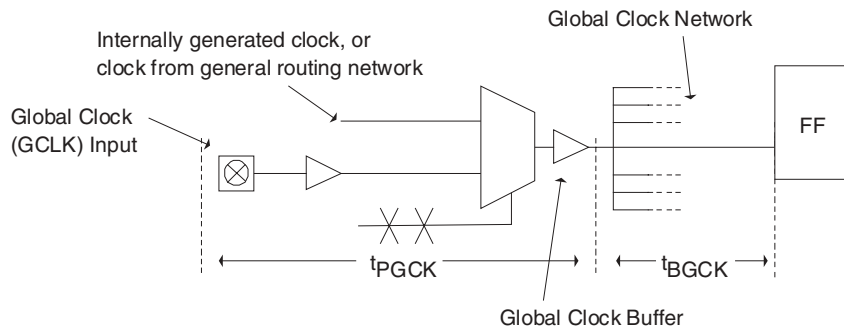 Global Clock Network
Internally generated clock, or
clock from general routing network
Global Clock
(GCLK) Input
FF
tPGCK
tBGCK
Global Clock Buffer